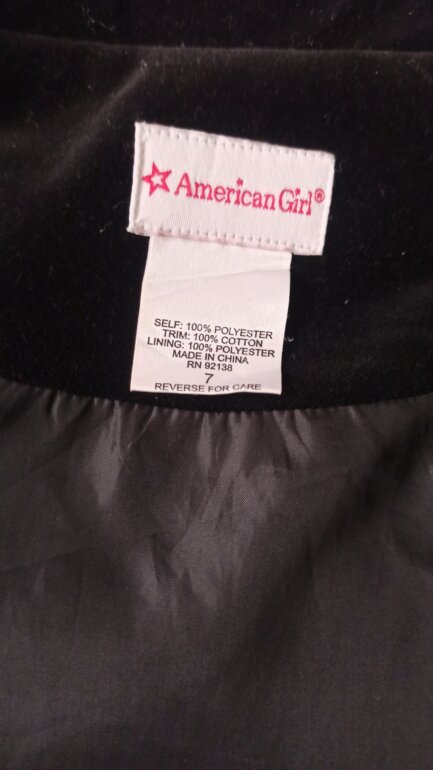 American Girl®
SELF: 100% POLYESTER
TRIM: 100% COTTON
LINING: 100% POLYESTER
MADE IN CHINA
RN 92138
7
REVERSE FOR CARE